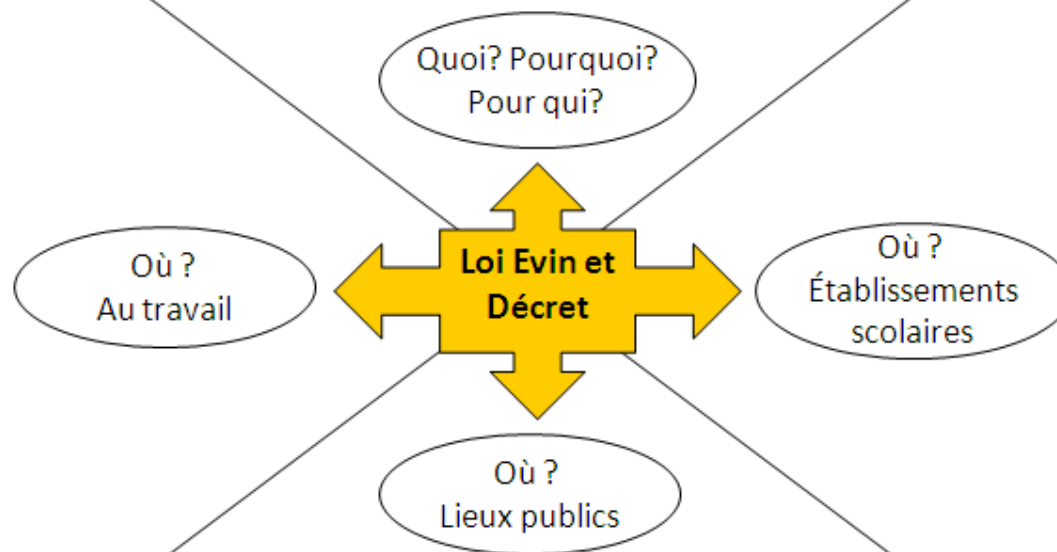 Quoi? Pourquoi?
Pour qui?
Loi Evin et
Décret
Où ?
Au travail
Où ?
Établissements
scolaires
Où ?
Lieux publics